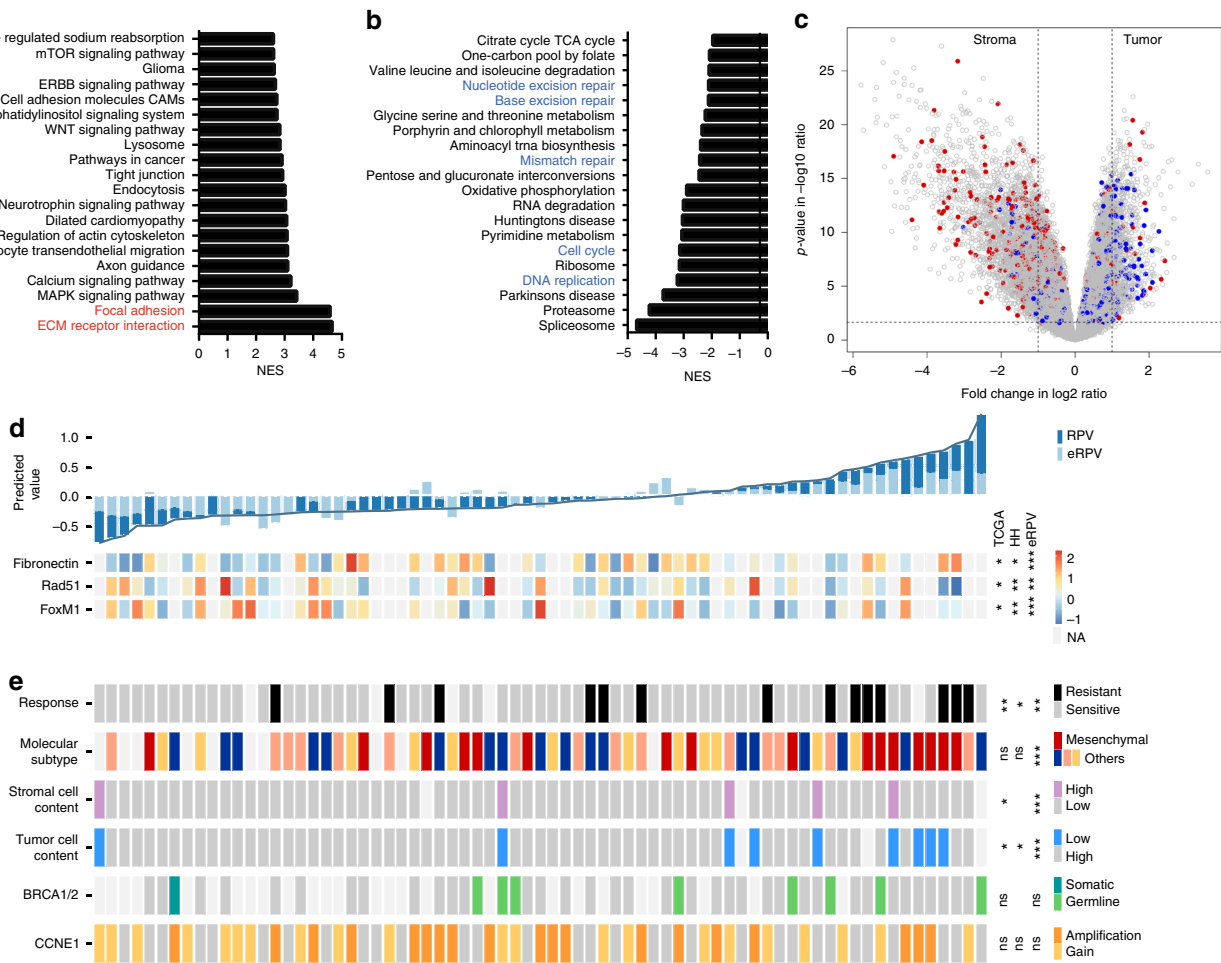 b
c
regulated sodium reabsorption
mTOR signaling pathway
Glioma
ERBB signaling pathway
Cell adhesion molecules CAMs
phatidylinositol signaling system
WNT signaling pathway
Lysosome
Pathways in cancer
Tight junction
Endocytosis
Neurotrophin signaling pathway
Dilated cardiomyopathy
Regulation of actin cytoskeleton
ocyte transendothelial migration
Axon guidance
Calcium signaling pathway
MAPK signaling pathway
Focal adhesion
ECM receptor interaction
0 1 2 3 4 5
NES
Citrate cycle TCA cycle
One-carbon pool by folate
Valine leucine and isoleucine degradation
Nucleotide excision repair
Base excision repair
Glycine serine and threonine metabolism
Porphyrin and chlorophyll metabolism
Aminoacyl trna biosynthesis
Mismatch repair
Pentose and glucuronate interconversions
Oxidative phosphorylation
RNA degradation
Huntingtons disease
Pyrimidine metabolism
Cell cycle
Ribosome
DNA replication
Parkinsons disease
Proteasome
Spliceosome
−5 −4 −3 −2 −1 0
NES
Stroma
Tumor
p-value in −log10 ratio
25
20
15
10
5
0
−6 −4 −2 0 2
Fold change in log2 ratio
d
Predicted
value
1.0
0.5
0.0
−0.5
RPV
eRPV
TCGA
HH
eRPV
Fibronectin * * ***
Rad51 * ** ***
FoxM1 * ** ***
2
1
0
−1
NA
e
Response ** * **
Resistant
Sensitive
Molecular
subtype
ns ns ***
Mesenchymal
Others
Stromal cell
content
* ***
High
Low
Tumor cell
content
* * ***
Low
High
BRCA1/2 ns ns
Somatic
Germline
CCNE1 ns ns ns
Amplification
Gain